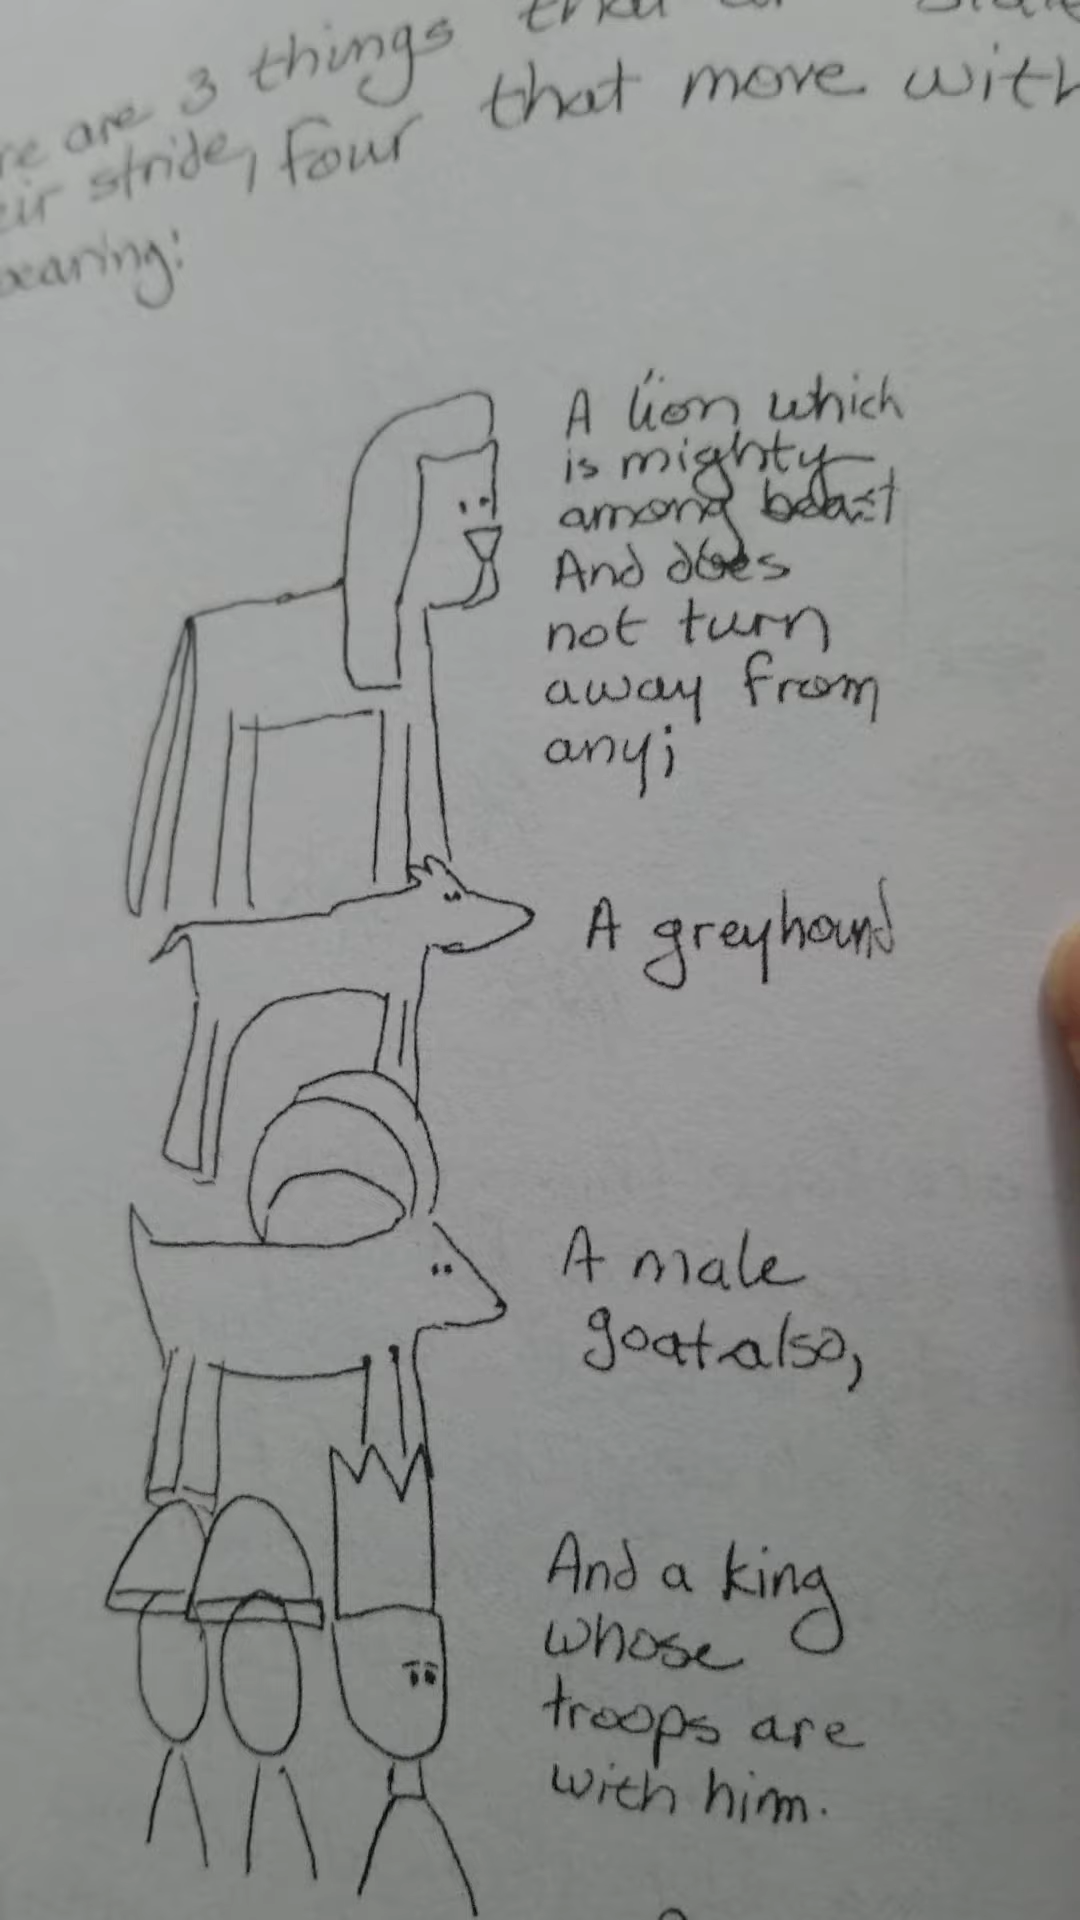 are 3 things that
stride, four that move with
bearing:
A lion which
is mighty
among beast
And does
not turn
away from
any;
A greyhound
A male
goat also,
And a king
whose
troops are
with him.